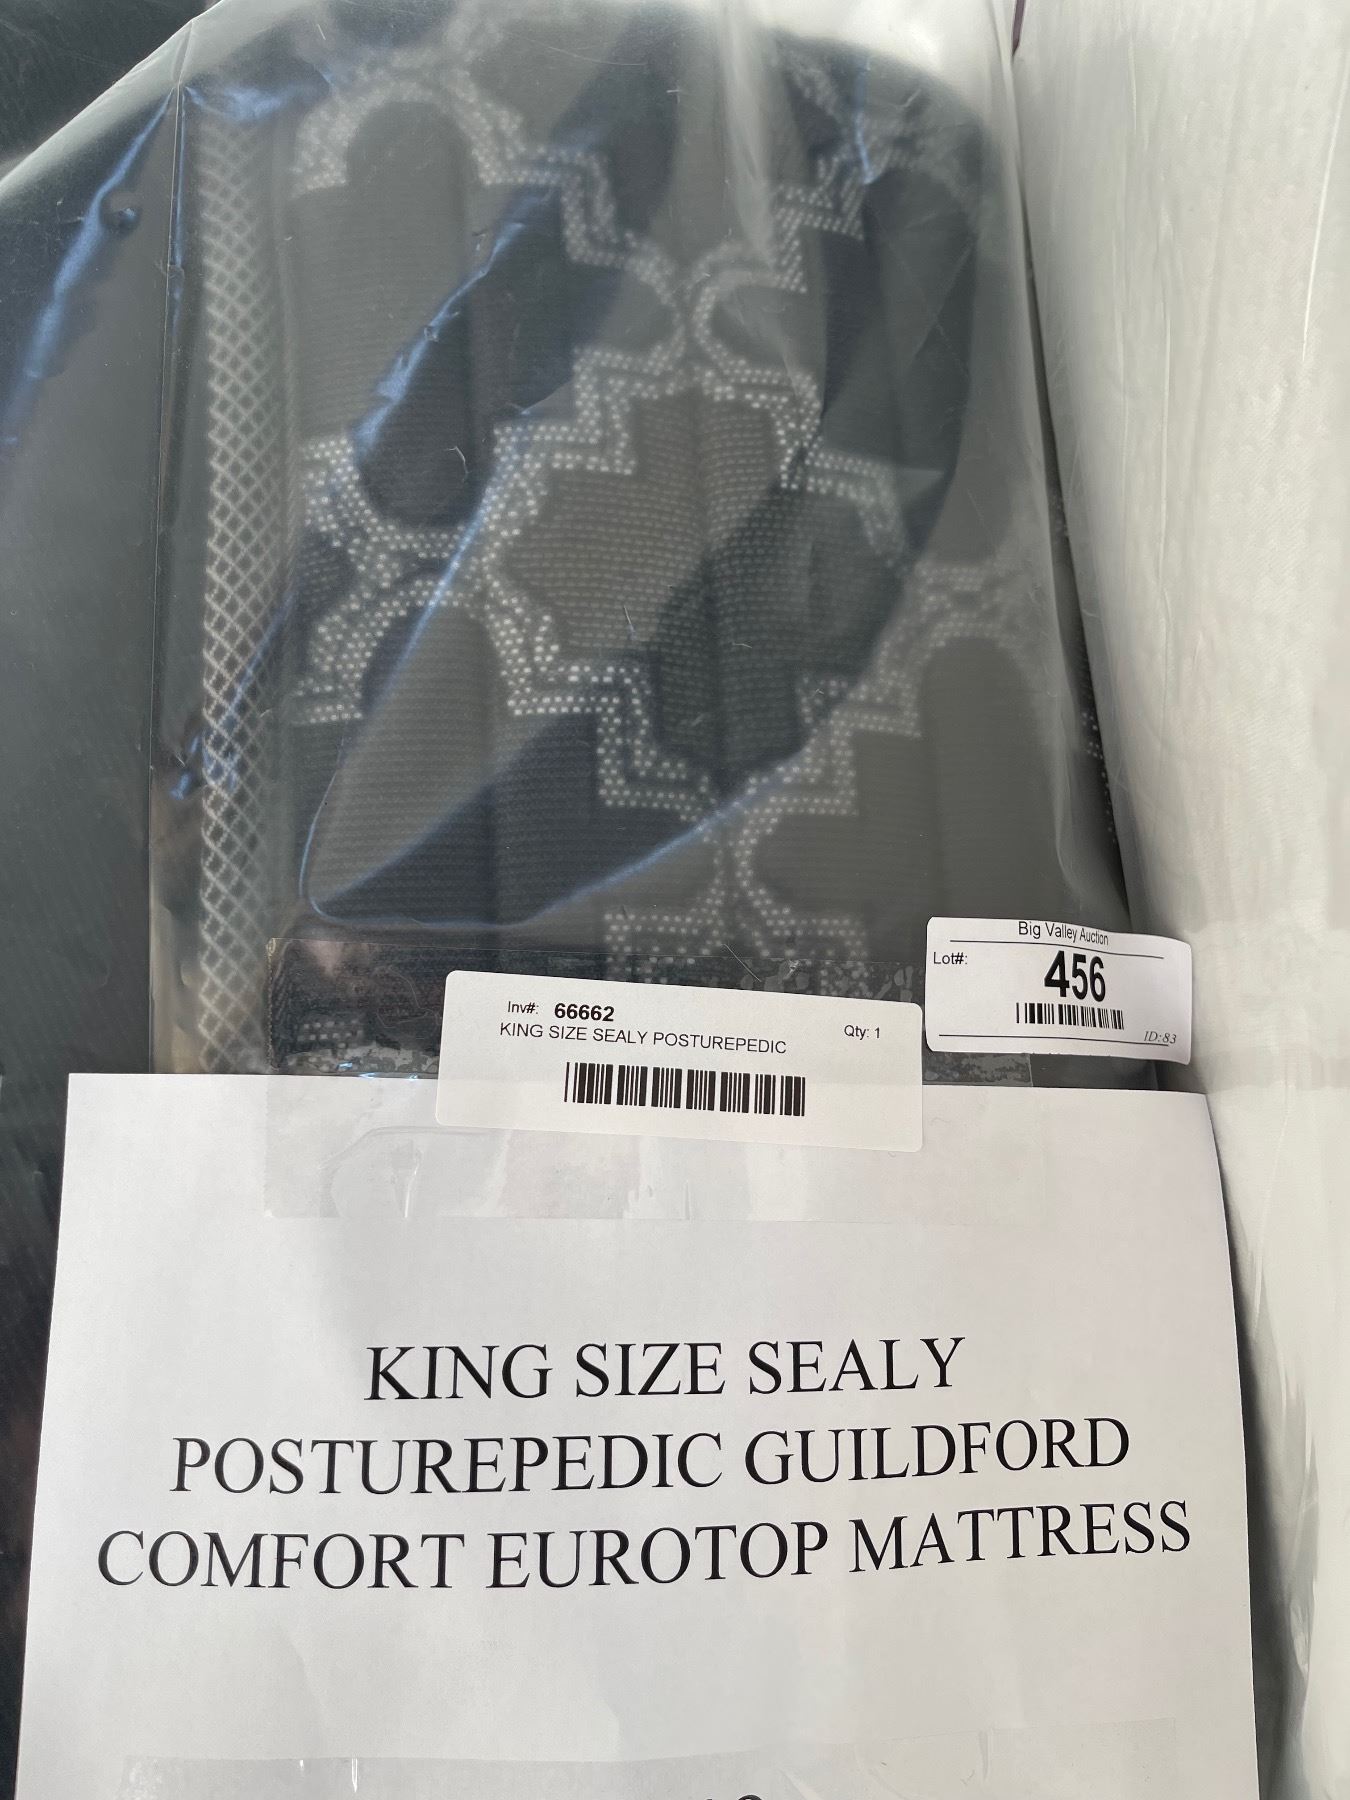 Big Valley Auction
Lot#: 456
ID:83
Inv#: 66662
KING SIZE SEALY POSTUREPEDIC
Qty: 1
KING SIZE SEALY
POSTUREPEDIC GUILDFORD
COMFORT EUROTOP MATTRESS